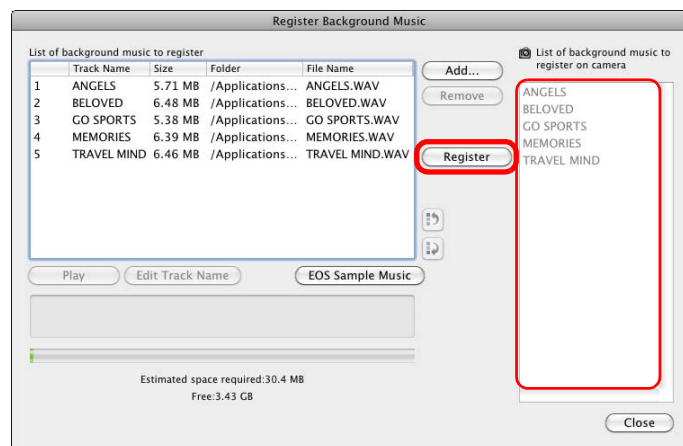 Register Background Music
List of background music to register
Track Name Size Folder File Name
1 ANGELS 5.71 MB /Applications... ANGELS.WAV
2 BELOVED 6.48 MB /Applications... BELOVED.WAV
3 GO SPORTS 5.38 MB /Applications... GO SPORTS.WAV
4 MEMORIES 6.39 MB /Applications... MEMORIES.WAV
5 TRAVEL MIND 6.46 MB /Applications... TRAVEL MIND.WAV
Add...
Remove
Register
Play
Edit Track Name
EOS Sample Music
Estimated space required:30.4 MB
Free:3.43 GB
List of background music to
register on camera
ANGELS
BELOVED
GO SPORTS
MEMORIES
TRAVEL MIND
Close